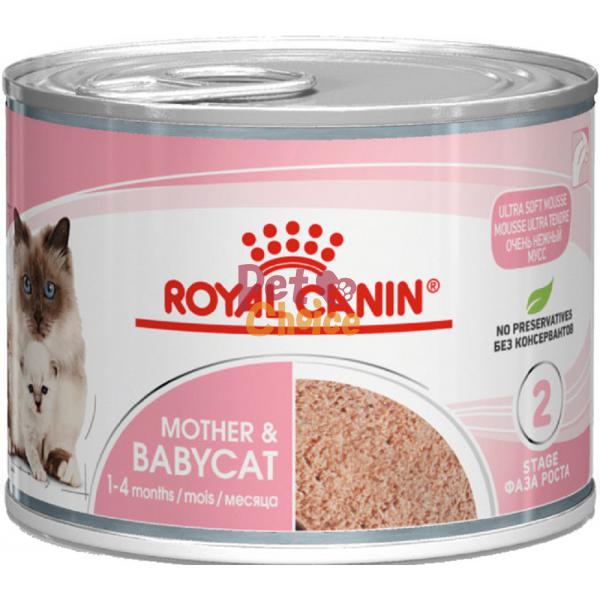 ULTRA SOFT MOUSSE
MOUSSE ULTRA TENDRE
ОЧЕНЬ НЕЖНЫЙ
МУСС
ROYAL CANIN®
Pet Choice
NO PRESERVATIVES
БЕЗ КОНСЕРВАНТОВ
MOTHER &
BABYCAT
1-4 months / mois / месяца
2
STAGE
ФАЗА РОСТА